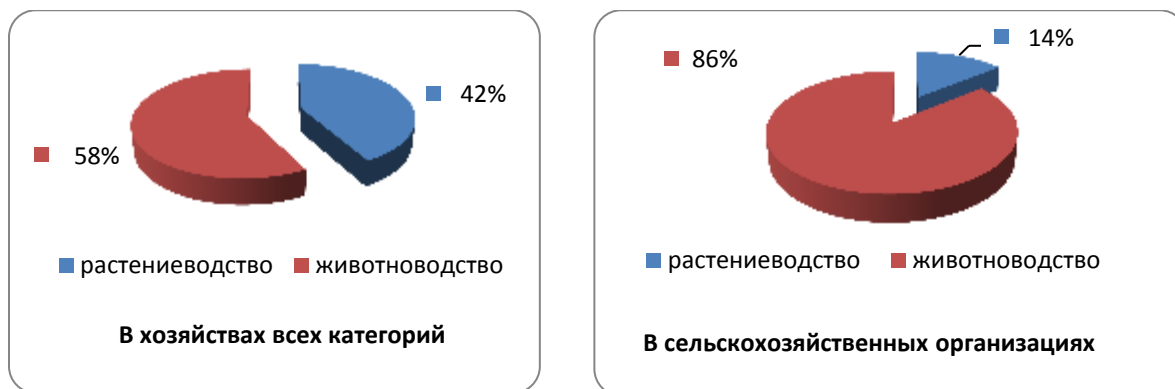 42%
58%
растениеводство животноводство
В хозяйствах всех категорий
14%
86%
растениеводство животноводство
В сельскохозяйственных организациях